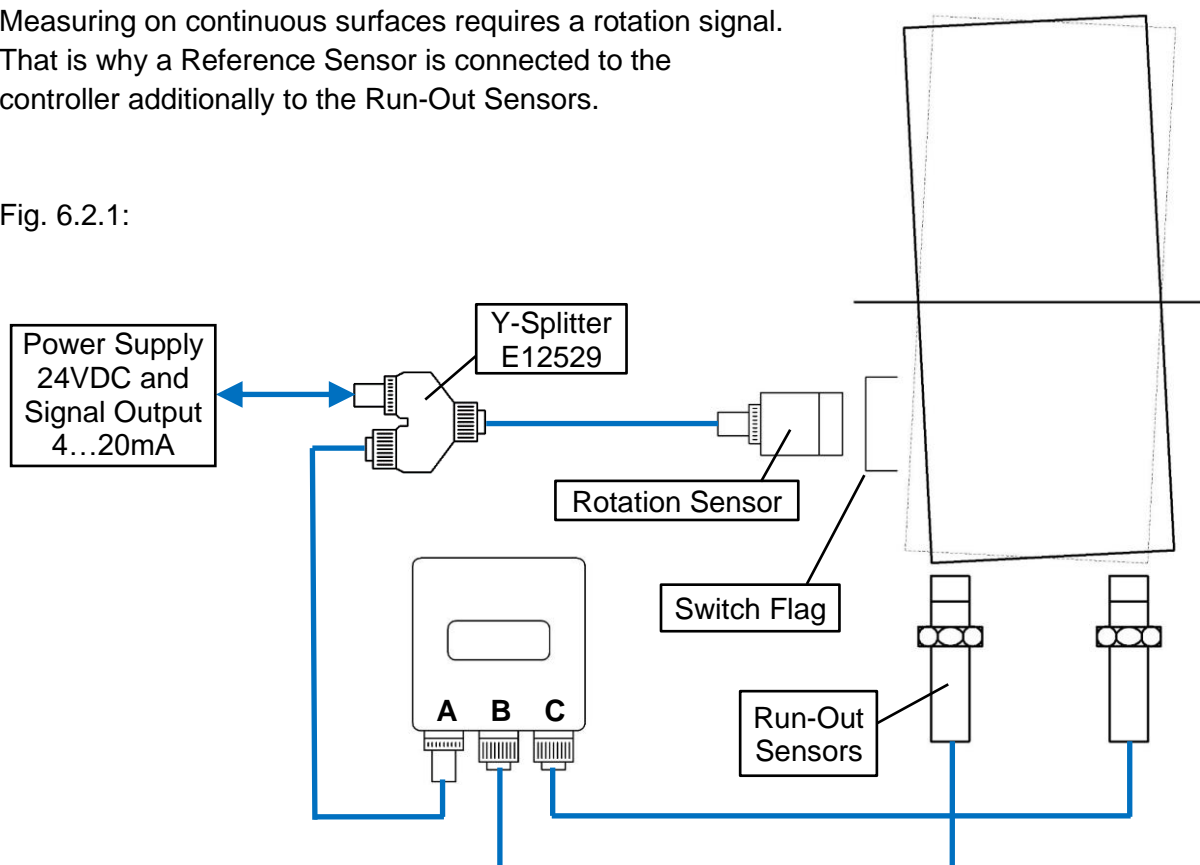 Measuring on continuous surfaces requires a rotation signal.
That is why a Reference Sensor is connected to the
controller additionally to the Run-Out Sensors.
Fig. 6.2.1:
Y-Splitter
E12529
Power Supply
24VDC and
Signal Output
4…20mA
Rotation Sensor
Switch Flag
A B C
Run-Out
Sensors